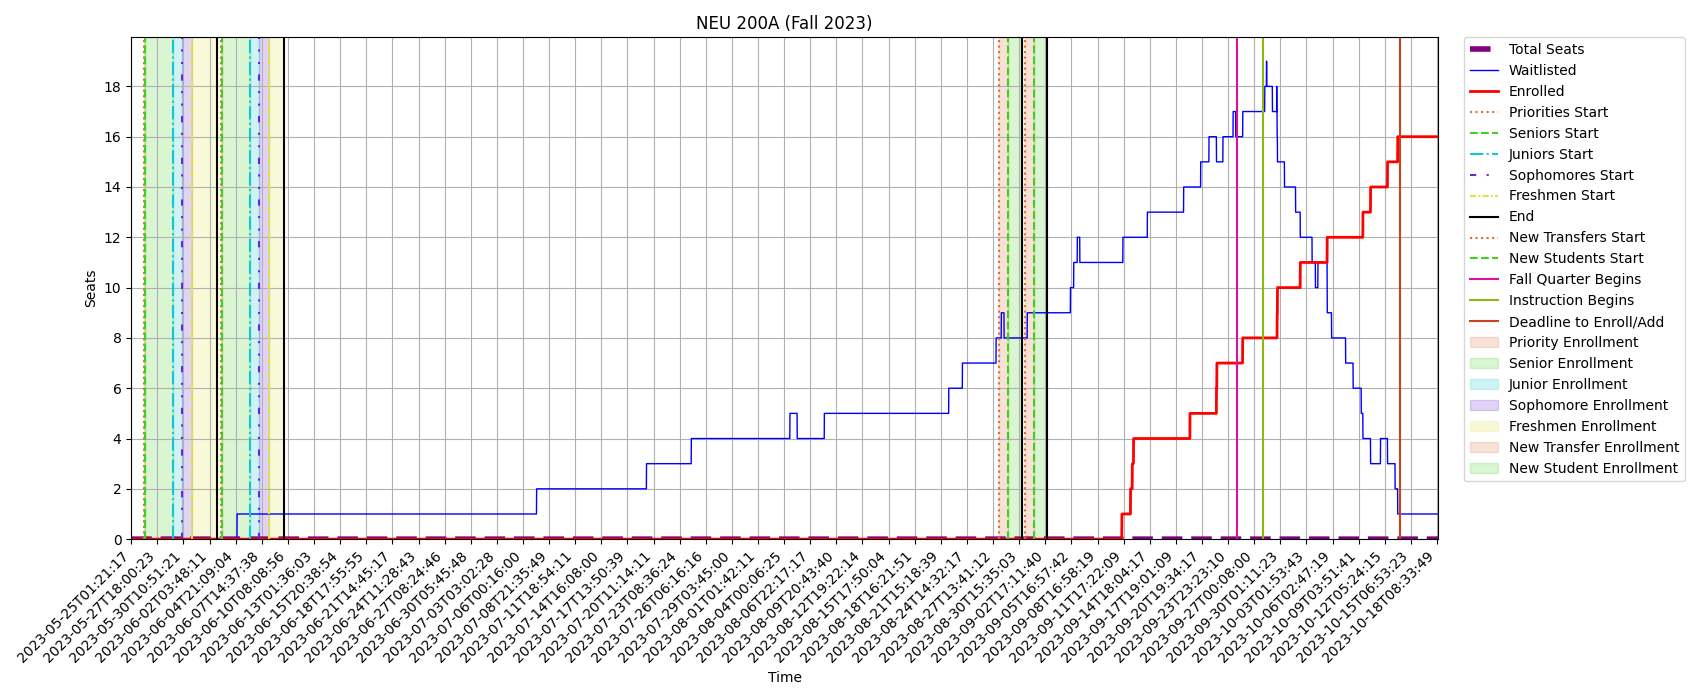 NEU 200A (Fall 2023)
Seats
18
16
14
12
10
8
6
4
2
0
2023-05-25T01:21:17
2023-05-27T18:00:23
2023-05-30T10:51:21
2023-06-02T03:48:11
2023-06-04T21:09:04
2023-06-07T14:37:38
2023-06-10T08:08:56
2023-06-13T01:36:03
2023-06-15T20:38:54
2023-06-18T17:55:55
2023-06-21T14:45:17
2023-06-24T11:28:43
2023-06-27T08:24:46
2023-06-30T05:45:48
2023-07-03T03:02:28
2023-07-06T00:16:00
2023-07-08T21:35:49
2023-07-11T18:54:11
2023-07-14T16:08:00
2023-07-17T13:50:39
2023-07-20T11:14:11
2023-07-23T08:36:24
2023-07-26T06:16:16
2023-07-29T03:45:00
2023-08-01T01:42:11
2023-08-04T00:06:25
2023-08-06T22:17:17
2023-08-09T20:43:40
2023-08-12T19:22:14
2023-08-15T17:50:04
2023-08-18T16:21:51
2023-08-21T15:18:39
2023-08-24T14:32:17
2023-08-27T13:41:12
2023-08-30T15:35:03
2023-09-02T17:11:40
2023-09-05T16:57:42
2023-09-08T16:58:19
2023-09-11T17:22:09
2023-09-14T18:04:17
2023-09-17T19:01:09
2023-09-20T19:34:17
2023-09-23T23:23:10
2023-09-27T00:08:00
2023-09-30T01:11:23
2023-10-03T01:53:43
2023-10-06T02:47:19
2023-10-09T03:51:41
2023-10-12T05:24:15
2023-10-15T06:53:23
2023-10-18T08:33:49
Time
Total Seats
Waitlisted
Enrolled
Priorities Start
Seniors Start
Juniors Start
Sophomores Start
Freshmen Start
End
New Transfers Start
New Students Start
Fall Quarter Begins
Instruction Begins
Deadline to Enroll/Add
Priority Enrollment
Senior Enrollment
Junior Enrollment
Sophomore Enrollment
Freshmen Enrollment
New Transfer Enrollment
New Student Enrollment